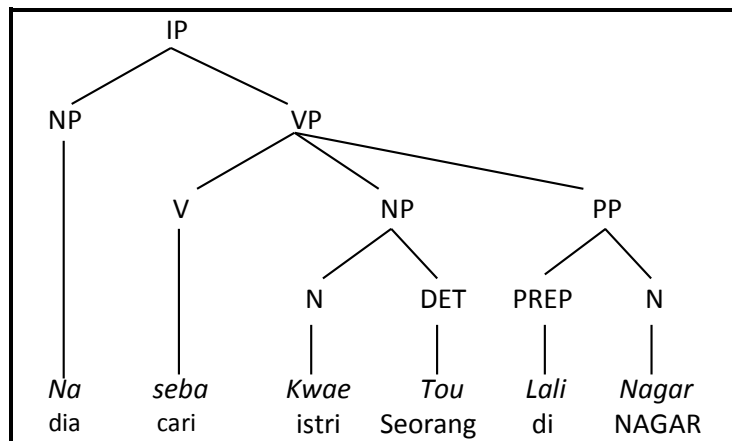 IP
NP VP
V NP PP
N DET PREP N
Na seba Kwae Tou Lali Nagar
dia cari istri Seorang di NAGAR